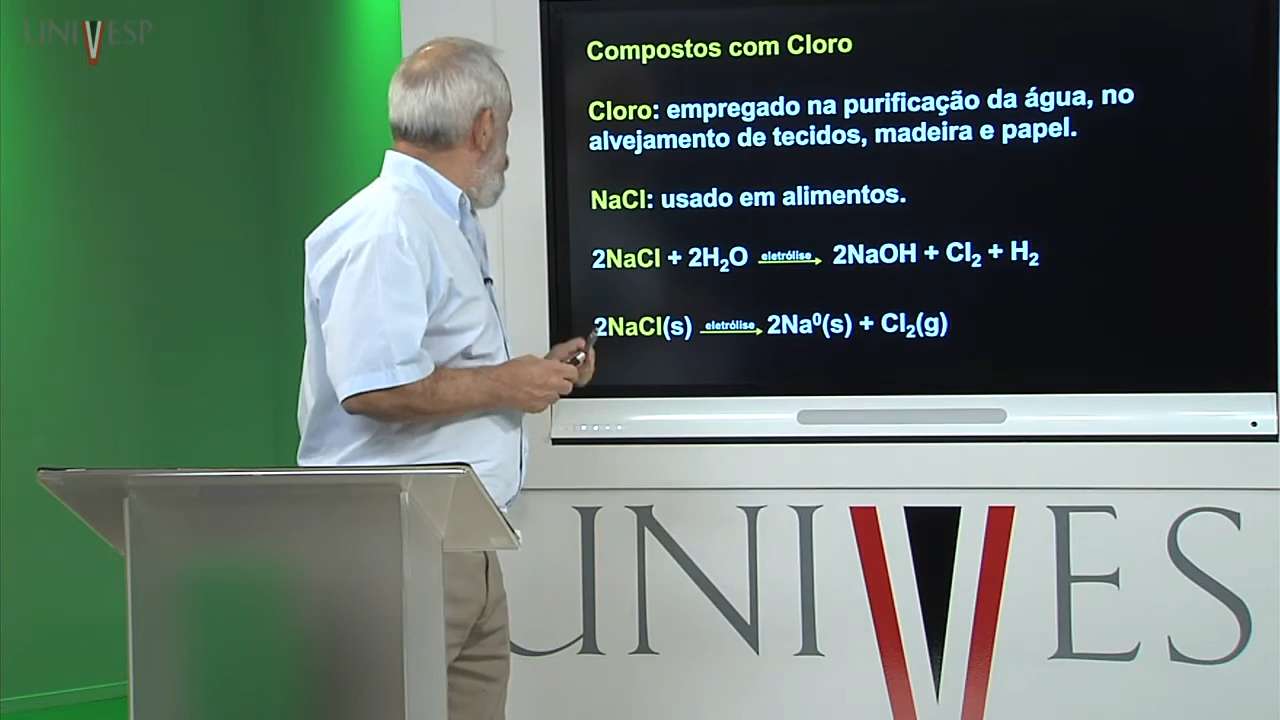 UNIVESP
Compostos com Cloro
Cloro: empregado na purificação da água, no
alvejamento de tecidos, madeira e papel.
NaCl: usado em alimentos.
2NaCl + 2H₂O eletrólise 2NaOH + Cl₂ + H₂
2NaCl(s) eletrólise 2Na⁰(s) + Cl₂(g)
UNIVES